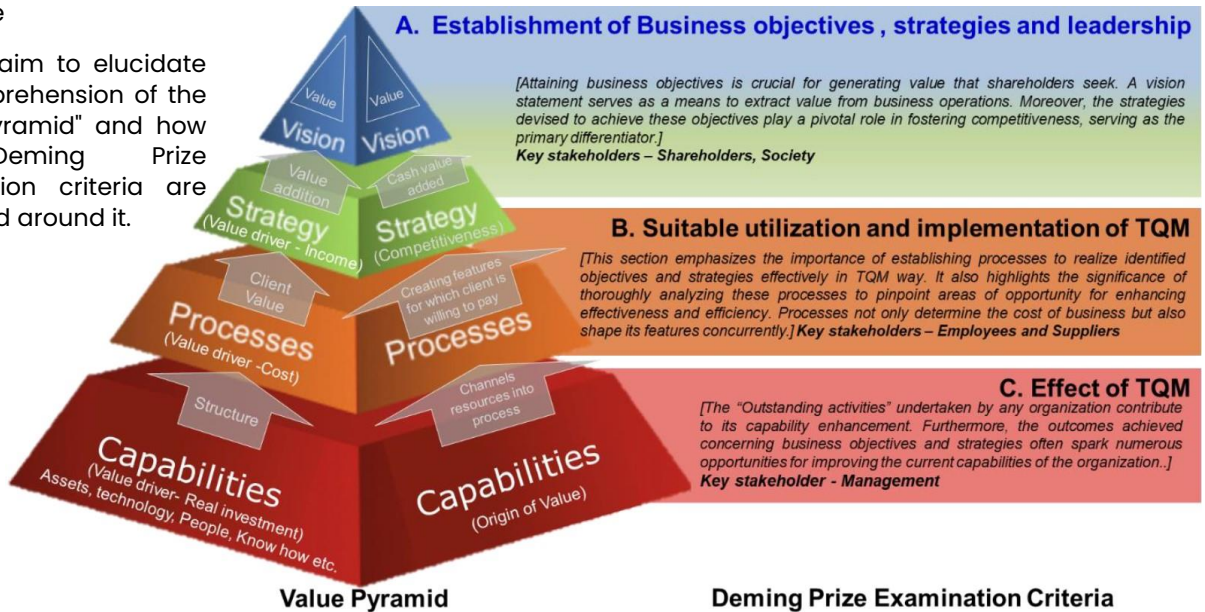 e
aim to elucidate
prehension of the
yramid" and how
Deming Prize
tion criteria are
d around it.
A. Establishment of Business objectives , strategies and leadership
[Attaining business objectives is crucial for generating value that shareholders seek. A vision
statement serves as a means to extract value from business operations. Moreover, the strategies
devised to achieve these objectives play a pivotal role in fostering competitiveness, serving as the
primary differentiator.]
Key stakeholders – Shareholders, Society
B. Suitable utilization and implementation of TQM
[This section emphasizes the importance of establishing processes to realize identified
objectives and strategies effectively in TQM way. It also highlights the significance of
thoroughly analyzing these processes to pinpoint areas of opportunity for enhancing
effectiveness and efficiency. Processes not only determine the cost of business but also
shape its features concurrently.] Key stakeholders – Employees and Suppliers
C. Effect of TQM
[The “Outstanding activities” undertaken by any organization contribute
to its capability enhancement. Furthermore, the outcomes achieved
concerning business objectives and strategies often spark numerous
opportunities for improving the current capabilities of the organization..]
Key stakeholder - Management
Value
Value
Vision
Vision
Value
addition
Cash value
added
Strategy
(Value driver - Income)
Strategy
(Competitiveness)
Client
Value
Creating features
for which client is
willing to pay
Processes
(Value driver -Cost)
Processes
Structure
Channels
resources into
process
Capabilities
(Value driver- Real investment)
Assets, technology, People, Know how etc.
Capabilities
(Origin of Value)
Value Pyramid
Deming Prize Examination Criteria